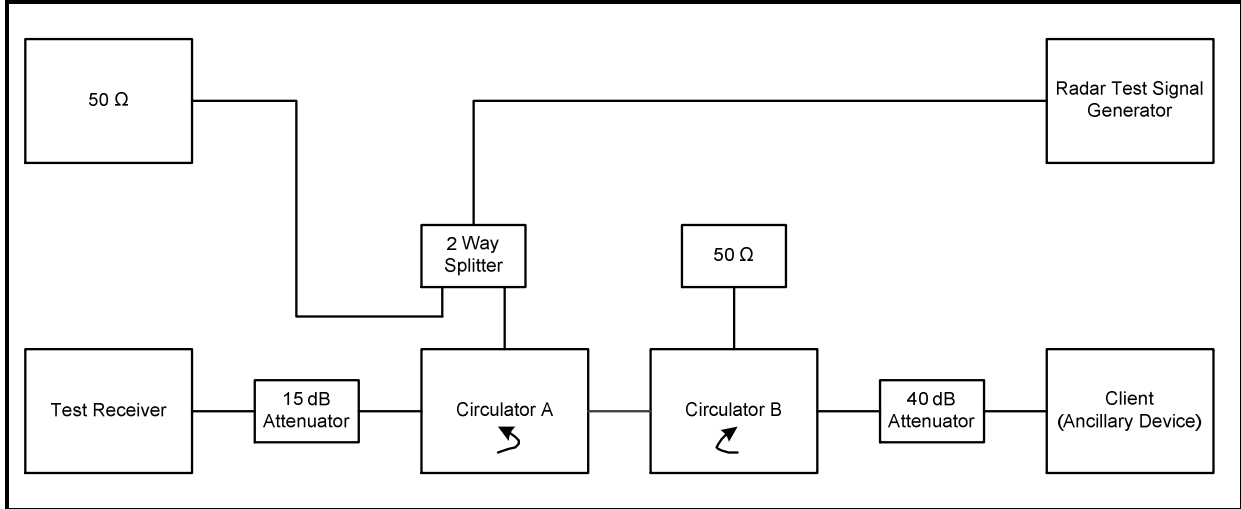 50 Ω
Radar Test Signal
Generator
2 Way
Splitter
50 Ω
Test Receiver
15 dB
Attenuator
Circulator A
Circulator B
40 dB
Attenuator
Client
(Ancillary Device)